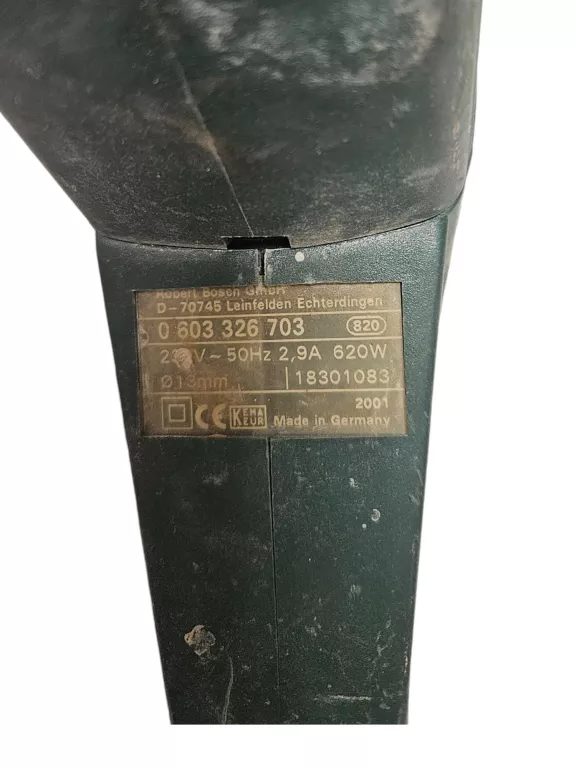 Robert Bosch GmbH
D-70745 Leinfelden Echterdingen
0 603 326 703 820
V~50Hz 2,9A 620W
Ø13mm 18301083
2001
CE KEMA KEUR Made in Germany